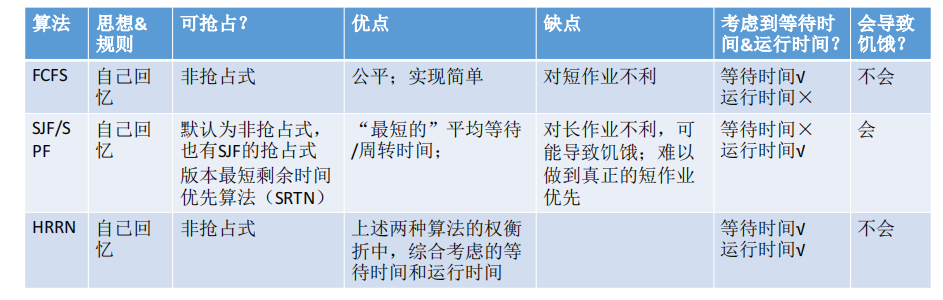 算法 思想& 可抢占? 优点 缺点 考虑到等待时 会导致
规则 间&运行时间? 饥饿?
FCFS 自己回 非抢占式 公平；实现简单 对短作业不利 等待时间√ 不会
忆 运行时间×
SJF/S 自己回 默认为非抢占式， “最短的”平均等待 对长作业不利，可 等待时间× 会
PF 忆 也有SJF的抢占式 /周转时间； 能导致饥饿；难以 运行时间√
版本最短剩余时间 做到真正的短作业
优先算法（SRTN） 优先
HRRN 自己回 非抢占式 上述两种算法的权衡 等待时间√ 不会
忆 折中，综合考虑的等 运行时间√
待时间和运行时间